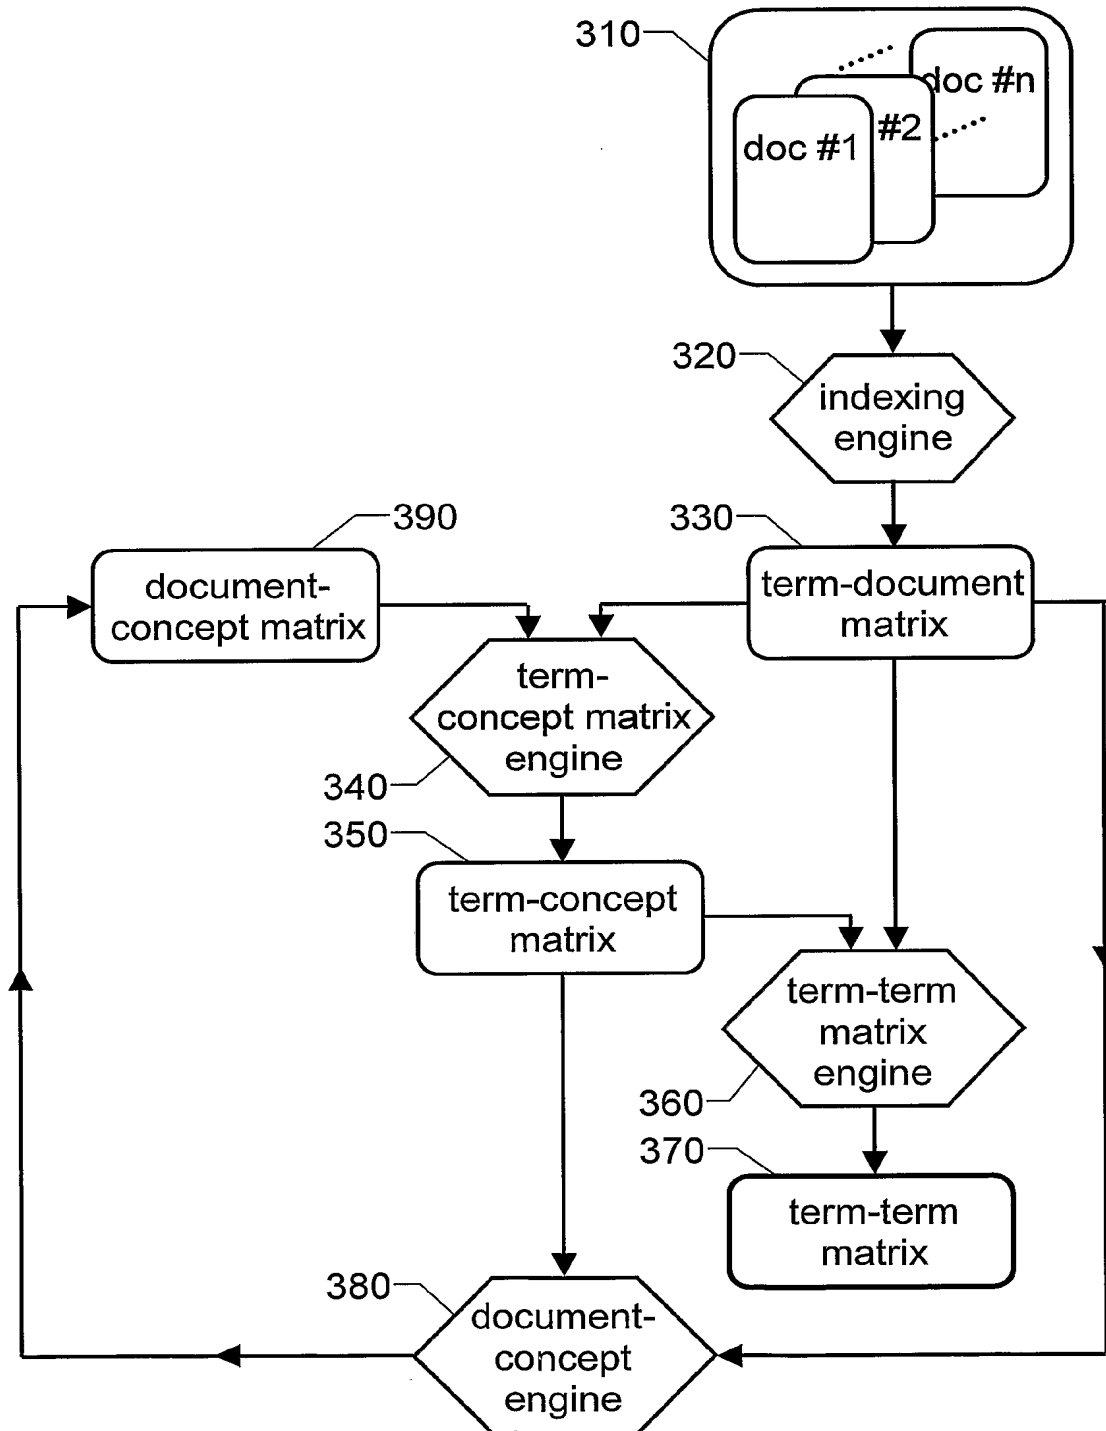 310
doc #n
#2
doc #1
320
indexing
engine
390
330
document-
concept matrix
term-document
matrix
term-
concept matrix
engine
340
350
term-concept
matrix
term-term
matrix
engine
360
370
term-term
matrix
380
document-
concept
engine